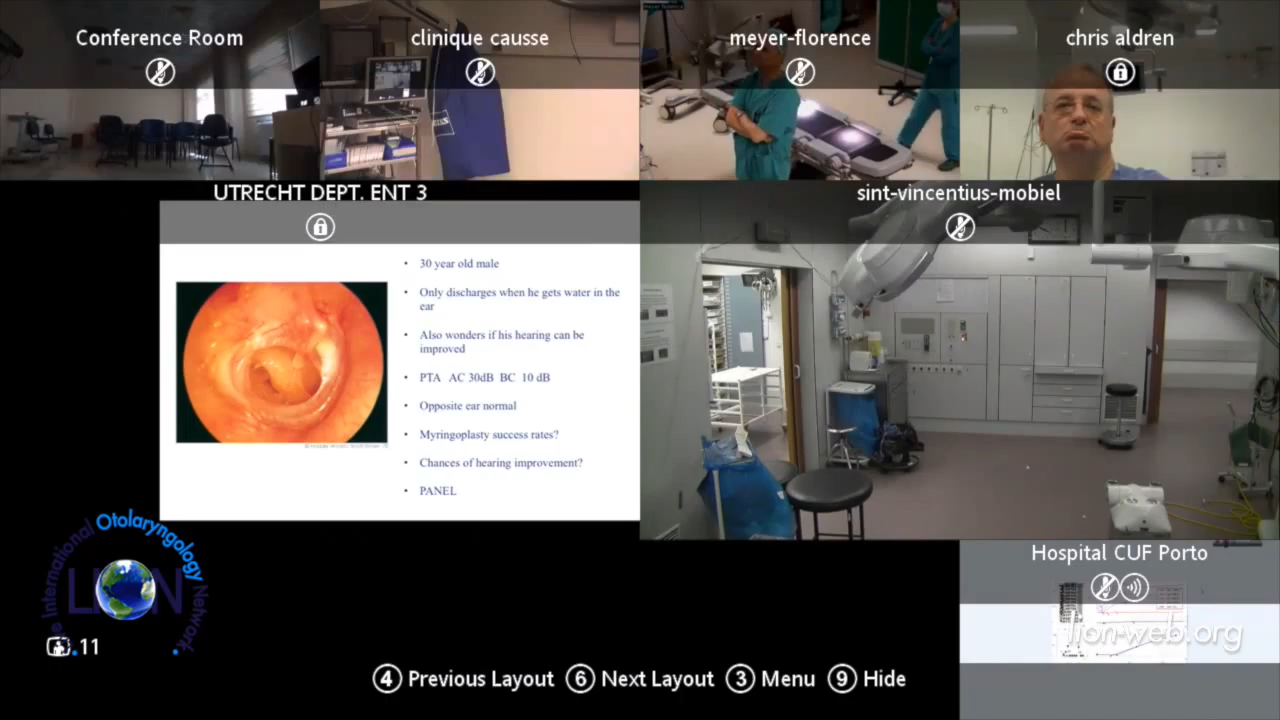 Conference Room
clinique causse
meyer-florence
chris aldren
UTRECHT DEPT. ENT 3
sint-vincentius-mobiel
• 30 year old male
• Only discharges when he gets water in the
ear
• Also wonders if his hearing can be
improved
• PTA AC 30dB BC 10 dB
• Opposite ear normal
• Myringoplasty success rates?
• Chances of hearing improvement?
• PANEL
International Otolaryngology Network
LION
11
Hospital CUF Porto
lion-web.org
4 Previous Layout 6 Next Layout 3 Menu 9 Hide